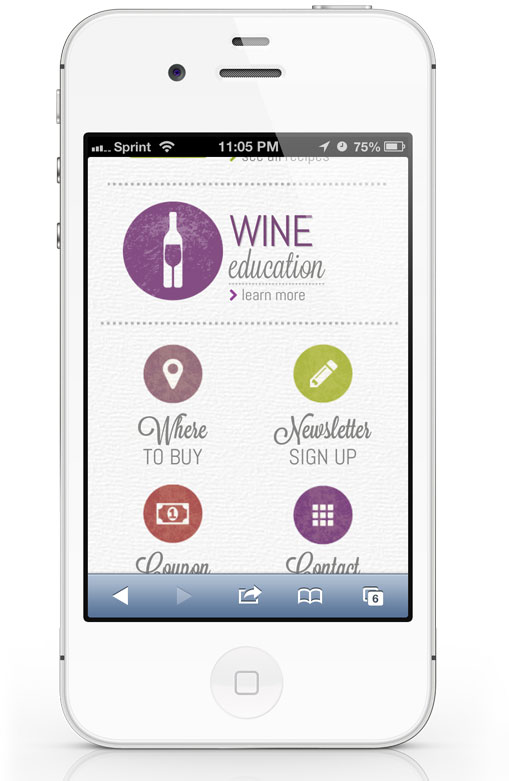 Sprint 11:05 PM 75%
see all recipes
WINE
education
learn more
Where
TO BUY
Newsletter
SIGN UP
1
Coupon
Contact
6